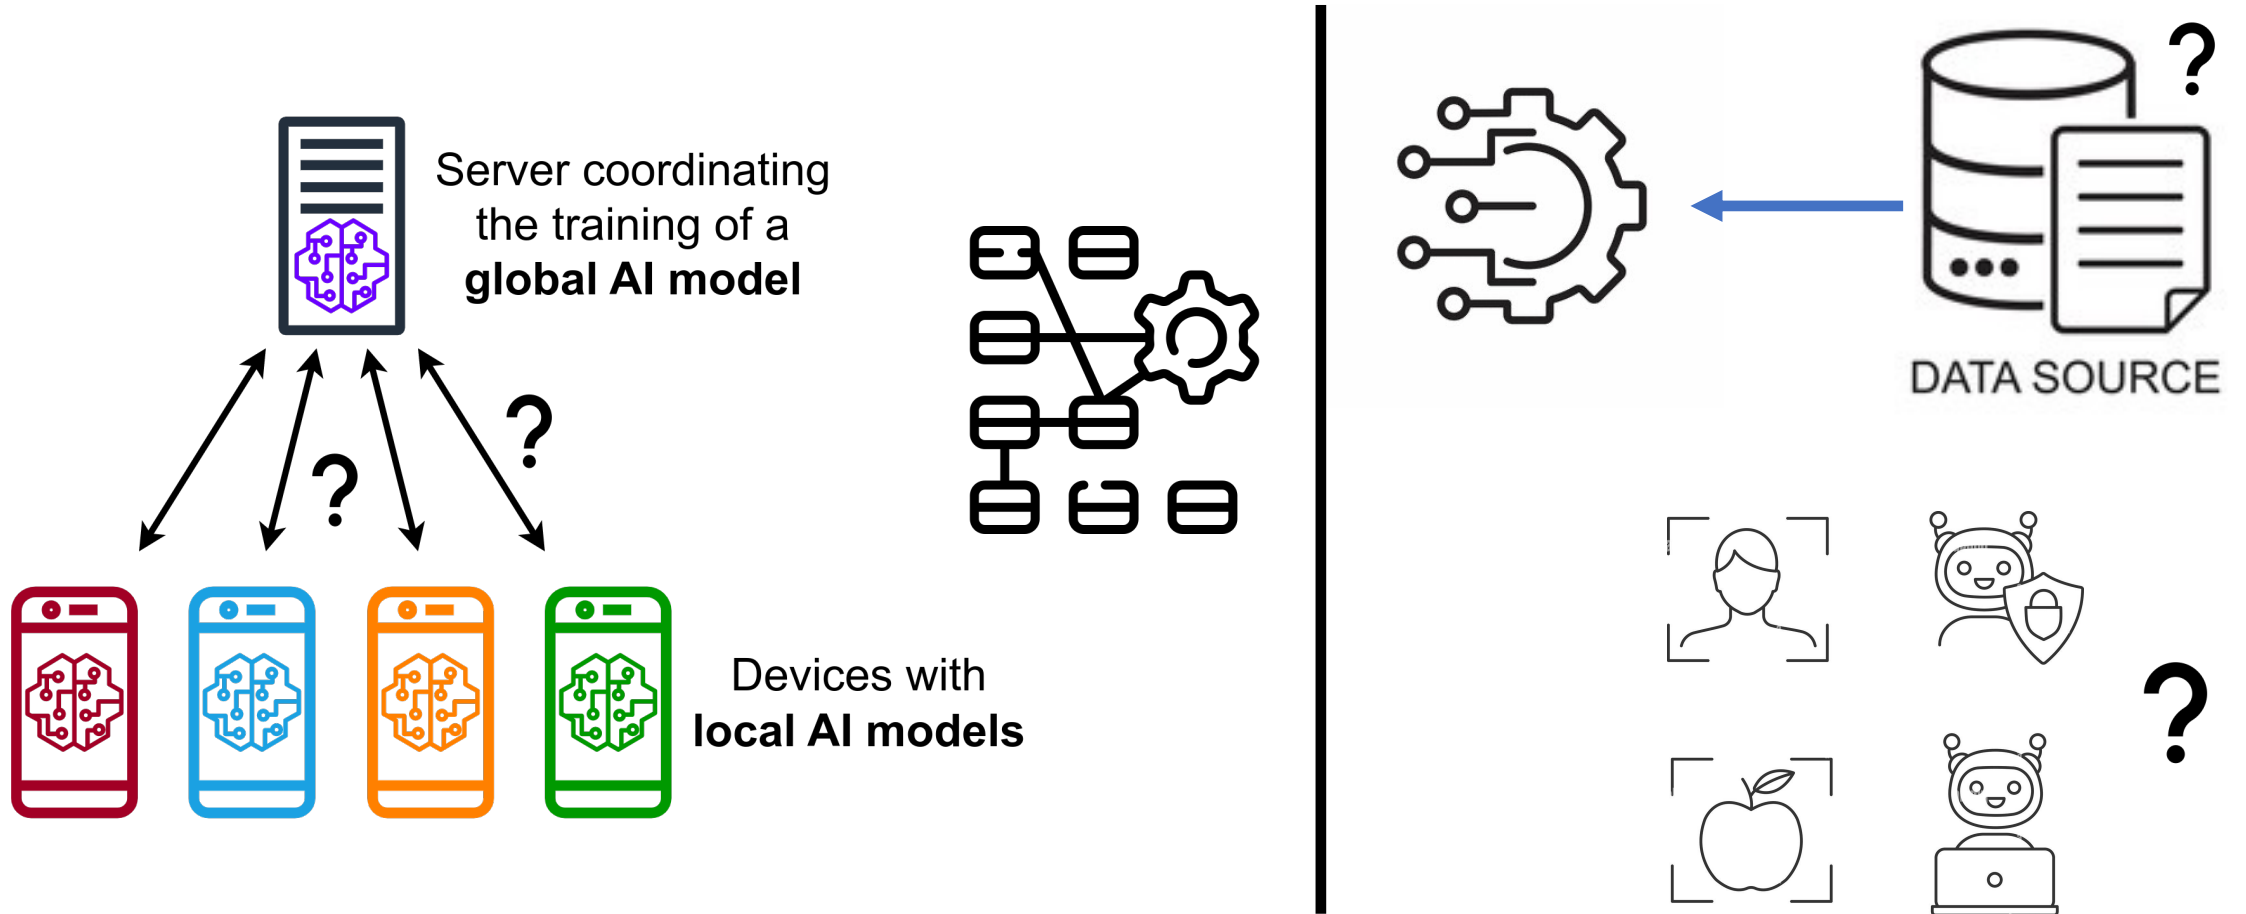 Server coordinating
the training of a
global AI model
?
?
Devices with
local AI models
?
DATA SOURCE
?